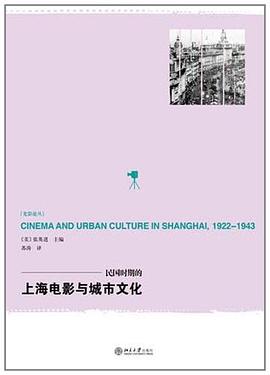 「光影论丛」
CINEMA AND URBAN CULTURE IN SHANGHAI, 1922-1943
〔美〕张英进 主编
苏涛 译
民国时期的
上海电影与城市文化
北京大学出版社